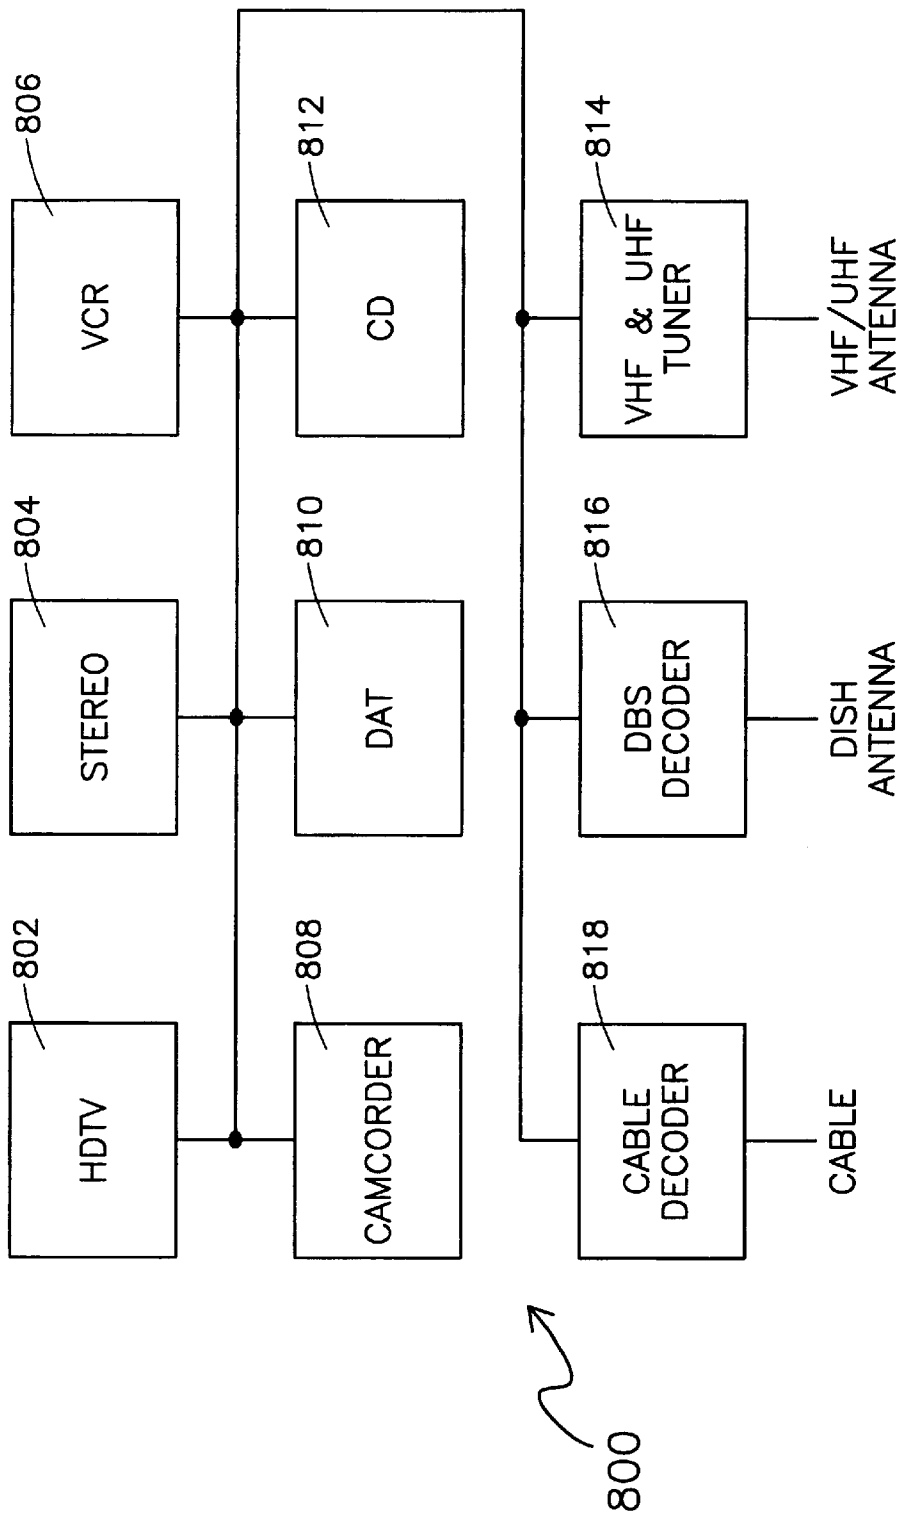 802
HDTV
804
STEREO
806
VCR
808
CAMCORDER
810
DAT
812
CD
818
CABLE
DECODER
816
DBS
DECODER
814
VHF & UHF
TUNER
CABLE
DISH
ANTENNA
VHF/UHF
ANTENNA
800